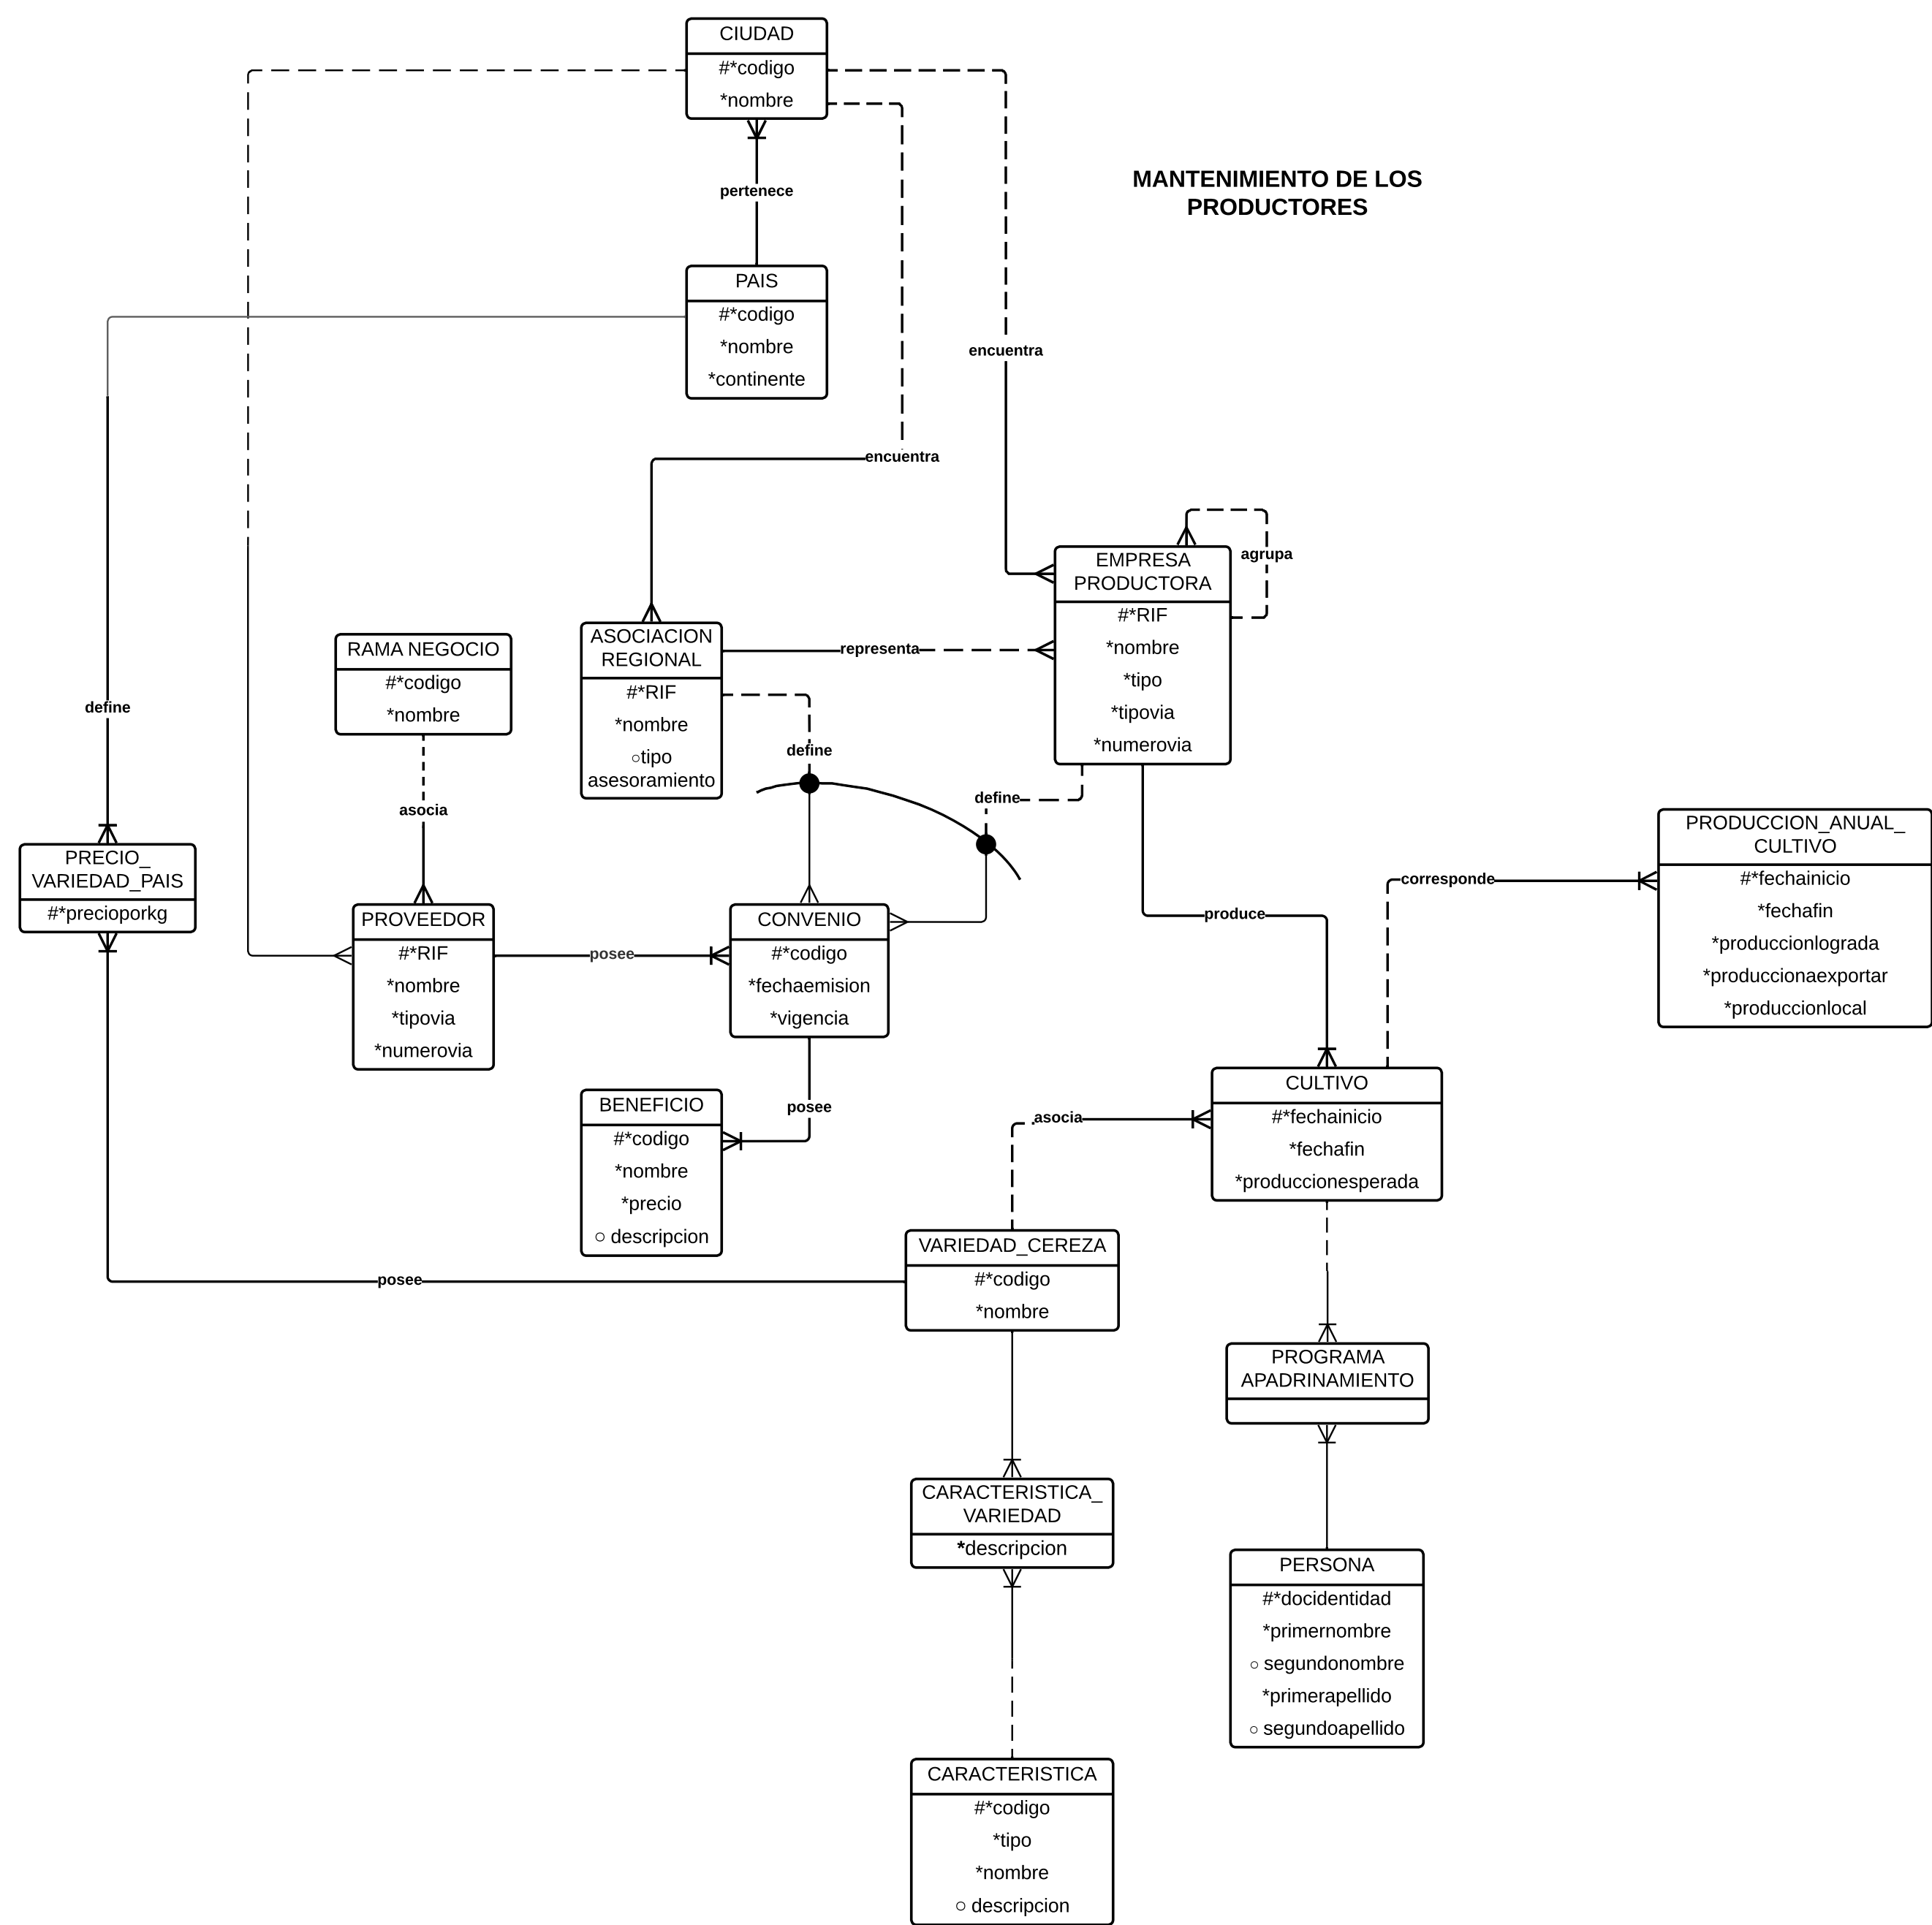 CIUDAD
#*codigo
*nombre
pertenece
MANTENIMIENTO DE LOS
PRODUCTORES
PAIS
#*codigo
*nombre
*continente
encuentra
encuentra
agrupa
EMPRESA
PRODUCTORA
#*RIF
*nombre
*tipo
*tipovia
*numerovia
ASOCIACION
REGIONAL
#*RIF
*nombre
○tipo
asesoramiento
representa
RAMA NEGOCIO
#*codigo
*nombre
define
define
define
asocia
PRECIO_
VARIEDAD_PAIS
#*precioporkg
PROVEEDOR
#*RIF
*nombre
*tipovia
*numerovia
posee
CONVENIO
#*codigo
*fechaemision
*vigencia
produce
corresponde
PRODUCCION_ANUAL_
CULTIVO
#*fechainicio
*fechafin
*produccionlograda
*produccionaexportar
*produccionlocal
CULTIVO
#*fechainicio
*fechafin
*produccionesperada
posee
asocia
BENEFICIO
#*codigo
*nombre
*precio
○ descripcion
VARIEDAD_CEREZA
#*codigo
*nombre
posee
PROGRAMA
APADRINAMIENTO
CARACTERISTICA_
VARIEDAD
*descripcion
PERSONA
#*docidentidad
*primernombre
○ segundonombre
*primerapellido
○ segundoapellido
CARACTERISTICA
#*codigo
*tipo
*nombre
○ descripcion